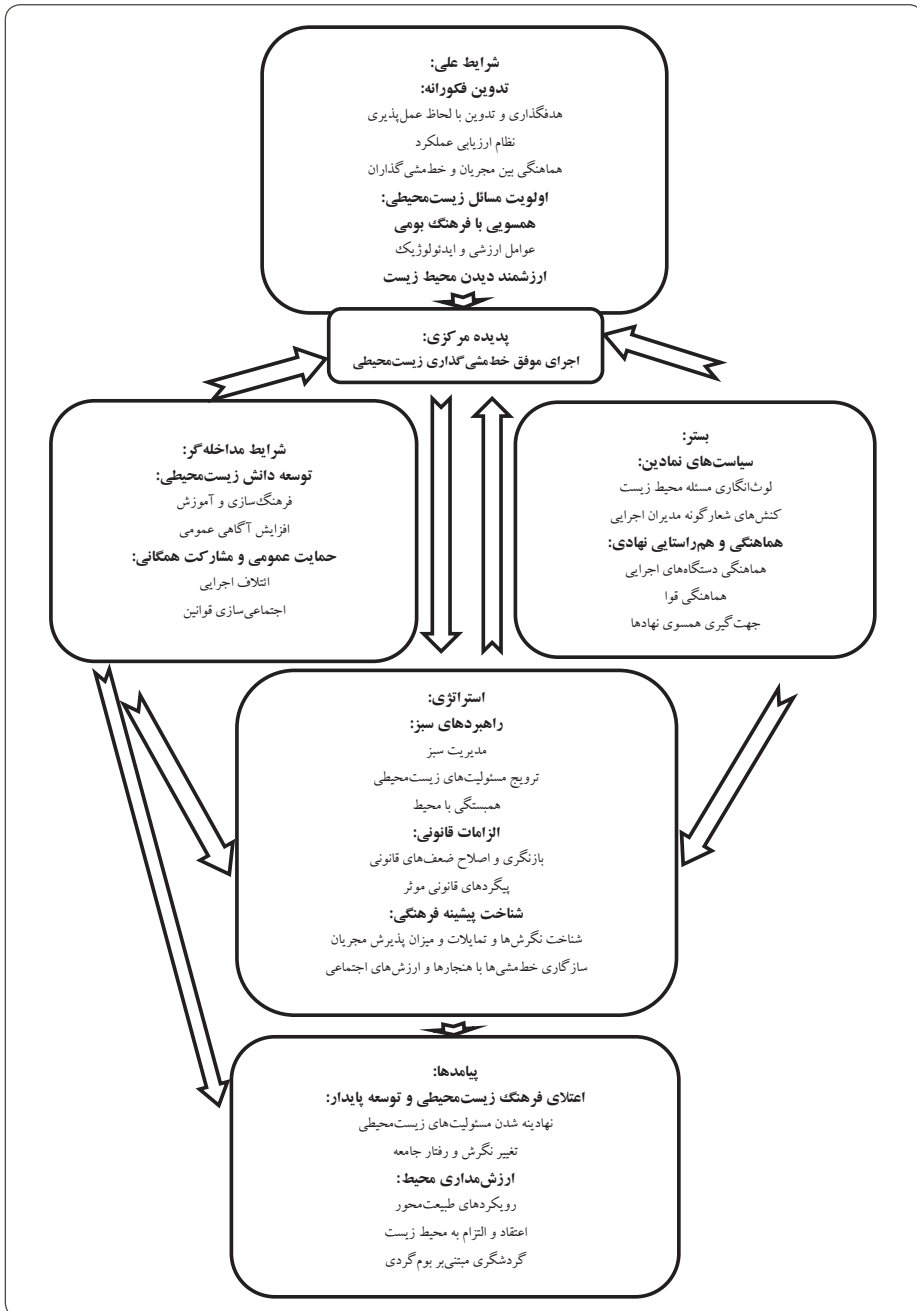 شرایط علی:
تدوین فکورانه:
هدفگذاری و تدوین با لحاظ عمل‌پذیری
نظام ارزیابی عملکرد
هماهنگی بین مجریان و خط‌مشی‌گذاران
اولویت مسائل زیست‌محیطی:
همسویی با فرهنگ بومی
عوامل ارزشی و ایدئولوژیک
ارزشمند دیدن محیط زیست
پدیده مرکزی:
اجرای موفق خط‌مشی‌گذاری زیست‌محیطی
بستر:
سیاست‌های نمادین:
لوث‌انگاری مسئله محیط زیست
کنش‌های شعارگونه مدیران اجرایی
هماهنگی و هم‌راستایی نهادی:
هماهنگی دستگاه‌های اجرایی
هماهنگی قوا
جهت‌گیری همسوی نهادها
شرایط مداخله‌گر:
توسعه دانش زیست‌محیطی:
فرهنگ‌سازی و آموزش
افزایش آگاهی عمومی
حمایت عمومی و مشارکت همگانی:
ائتلاف اجرایی
اجتماعی‌سازی قوانین
استراتژی:
راهبردهای سبز:
مدیریت سبز
ترویج مسئولیت‌های زیست‌محیطی
همبستگی با محیط
الزامات قانونی:
بازنگری و اصلاح ضعف‌های قانونی
پیگردهای قانونی موثر
شناخت پیشینه فرهنگی:
شناخت نگرش‌ها و تمایلات و میزان پذیرش مجریان
سازگاری خط‌مشی‌ها با هنجارها و ارزش‌های اجتماعی
پیامدها:
اعتلای فرهنگ زیست‌محیطی و توسعه پایدار:
نهادینه شدن مسئولیت‌های زیست‌محیطی
تغییر نگرش و رفتار جامعه
ارزش‌مداری محیط:
رویکردهای طبیعت‌محور
اعتقاد و التزام به محیط زیست
گردشگری مبتنی‌بر بوم‌گردی